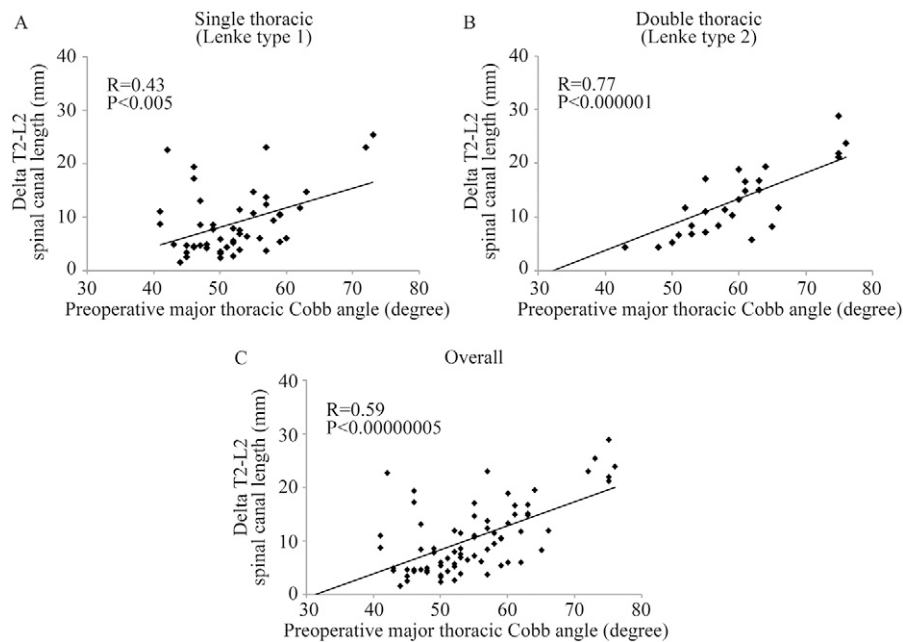 A
Single thoracic
(Lenke type 1)
R=0.43
P<0.005
Delta T2-L2
spinal canal length (mm)
40
30
20
10
0
30 40 50 60 70 80
Preoperative major thoracic Cobb angle (degree)
B
Double thoracic
(Lenke type 2)
R=0.77
P<0.000001
Delta T2-L2
spinal canal length (mm)
40
30
20
10
0
30 40 50 60 70 80
Preoperative major thoracic Cobb angle (degree)
C
Overall
R=0.59
P<0.00000005
Delta T2-L2
spinal canal length (mm)
40
30
20
10
0
30 40 50 60 70 80
Preoperative major thoracic Cobb angle (degree)